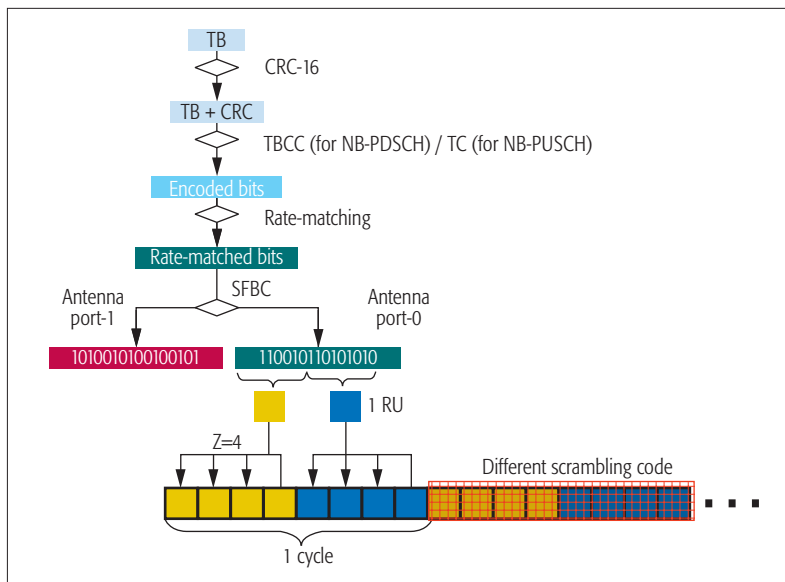 TB
CRC-16
TB + CRC
TBCC (for NB-PDSCH) / TC (for NB-PUSCH)
Encoded bits
Rate-matching
Rate-matched bits
SFBC
Antenna
port-1
Antenna
port-0
1010010100100101
110010110101010
1 RU
Z=4
Different scrambling code
1 cycle